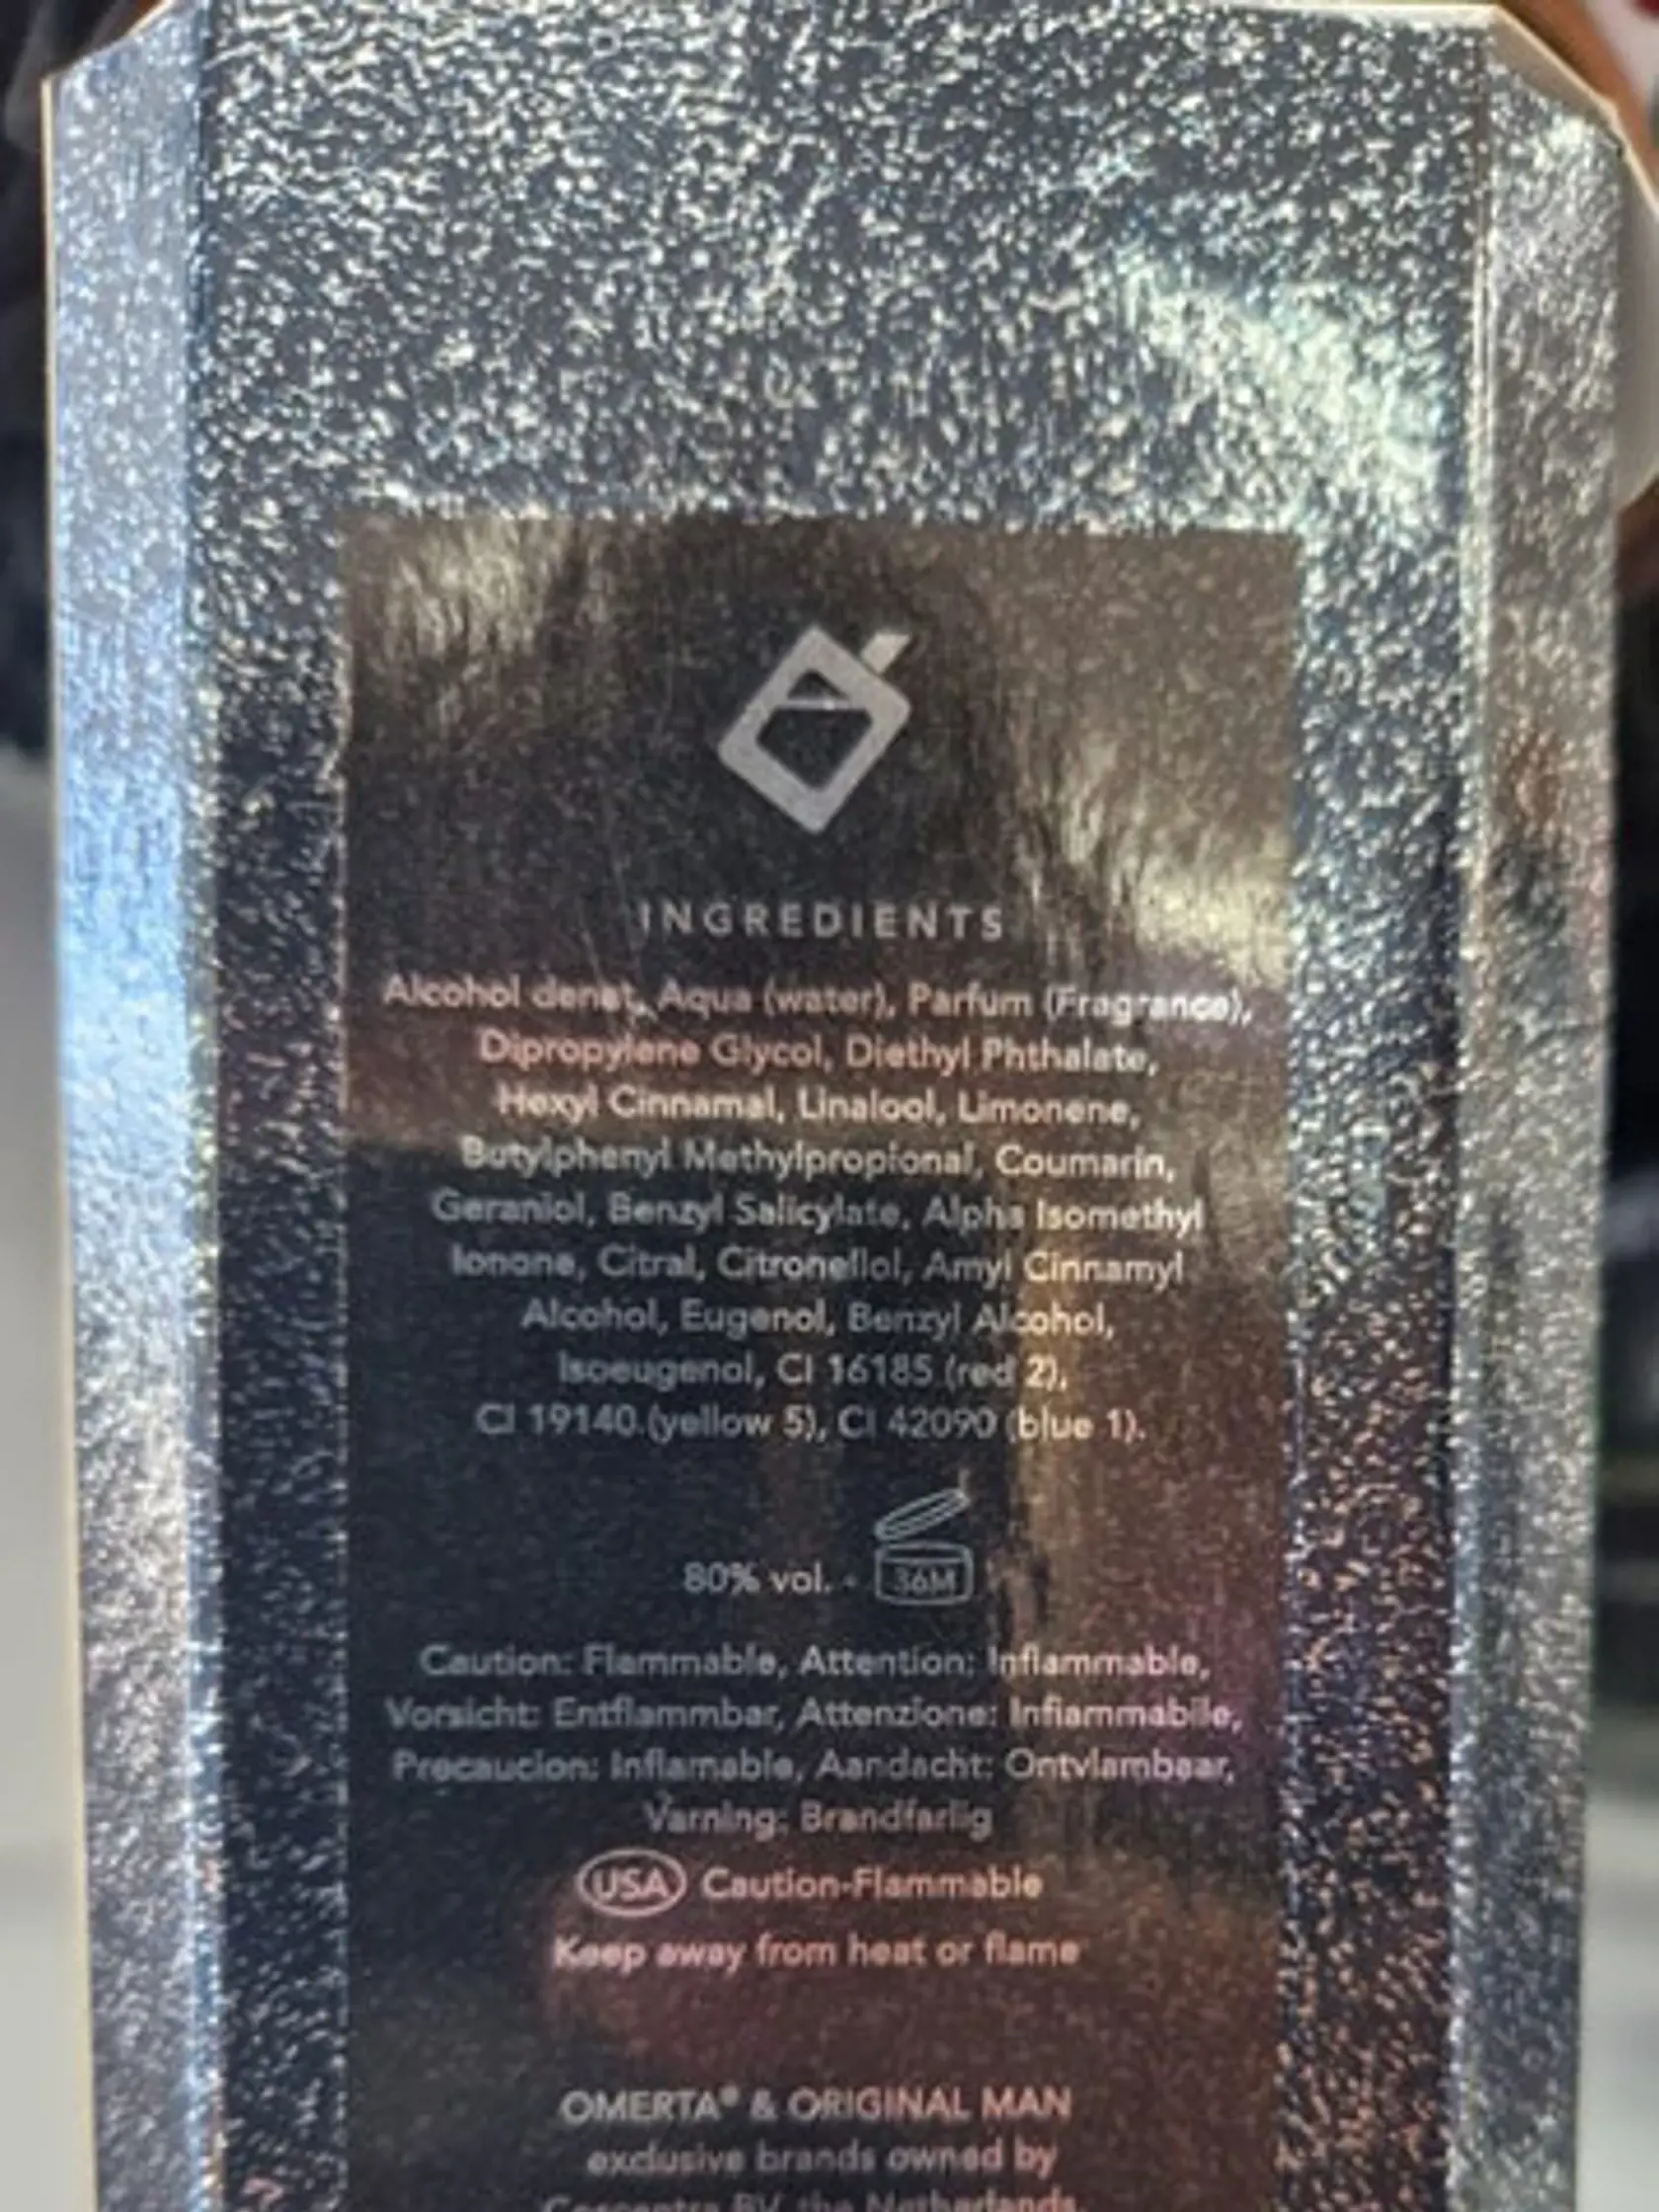 INGREDIENTS
Alcohol denat, Aqua (water), Parfum (Fragrance),
Dipropylene Glycol, Diethyl Phthalate,
Hexyl Cinnamal, Linalool, Limonene,
Butylphenyl Methylpropional, Coumarin,
Geraniol, Benzyl Salicylate, Alpha Isomethyl
Ionone, Citral, Citronellol, Amyl Cinnamyl
Alcohol, Eugenol, Benzyl Alcohol,
Isoeugenol, CI 16185 (red 2),
CI 19140 (yellow 5), CI 42090 (blue 1).
80% vol. - 36M
Caution: Flammable, Attention: Inflammable,
Vorsicht: Entflammbar, Attenzione: Infiammabile,
Precaucion: Inflamable, Aandacht: Ontvlambaar,
Varning: Brandfarlig
USA Caution-Flammable
Keep away from heat or flame
OMERTA® & ORIGINAL MAN
exclusive brands owned by
BV, the Netherlands.